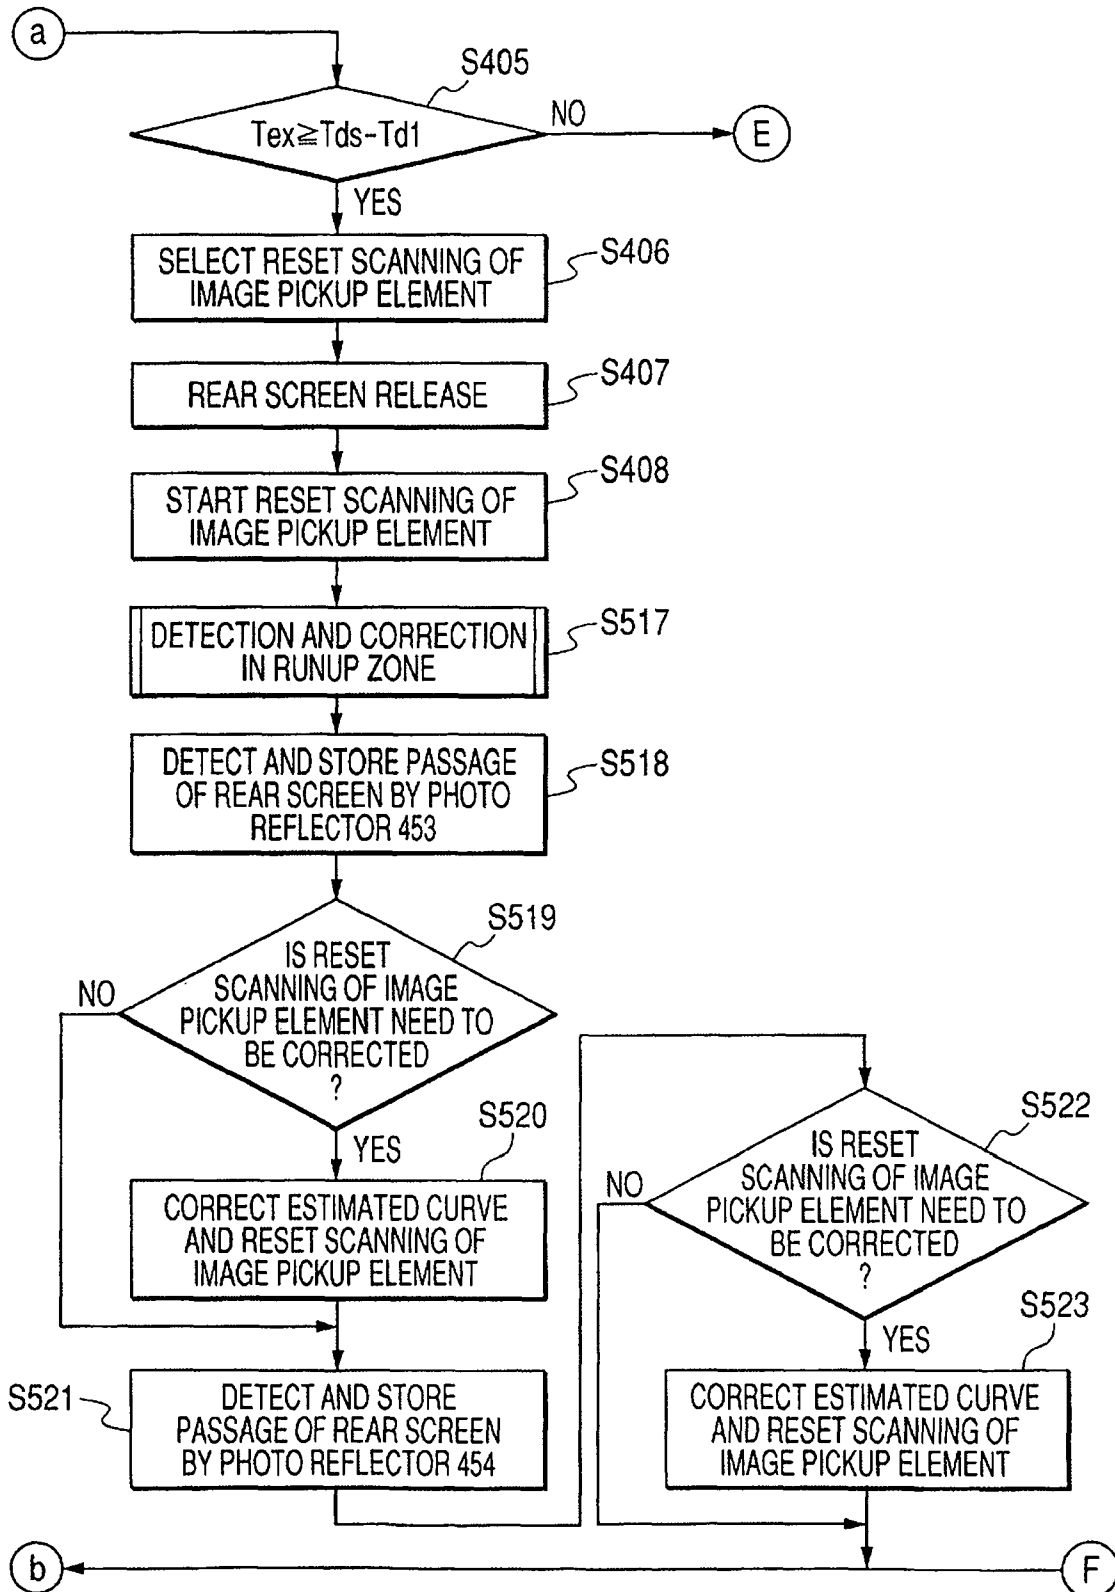 a
S405
Tex≧Tds-Td1
NO
E
YES
SELECT RESET SCANNING OF
IMAGE PICKUP ELEMENT
S406
REAR SCREEN RELEASE
S407
START RESET SCANNING OF
IMAGE PICKUP ELEMENT
S408
DETECTION AND CORRECTION
IN RUNUP ZONE
S517
DETECT AND STORE PASSAGE
OF REAR SCREEN BY PHOTO
REFLECTOR 453
S518
S519
IS RESET
SCANNING OF IMAGE
PICKUP ELEMENT NEED TO
BE CORRECTED
?
NO
YES
S520
CORRECT ESTIMATED CURVE
AND RESET SCANNING OF
IMAGE PICKUP ELEMENT
S521
DETECT AND STORE
PASSAGE OF REAR SCREEN
BY PHOTO REFLECTOR 454
S522
IS RESET
SCANNING OF IMAGE
PICKUP ELEMENT NEED TO
BE CORRECTED
?
NO
YES
S523
CORRECT ESTIMATED CURVE
AND RESET SCANNING OF
IMAGE PICKUP ELEMENT
b
F